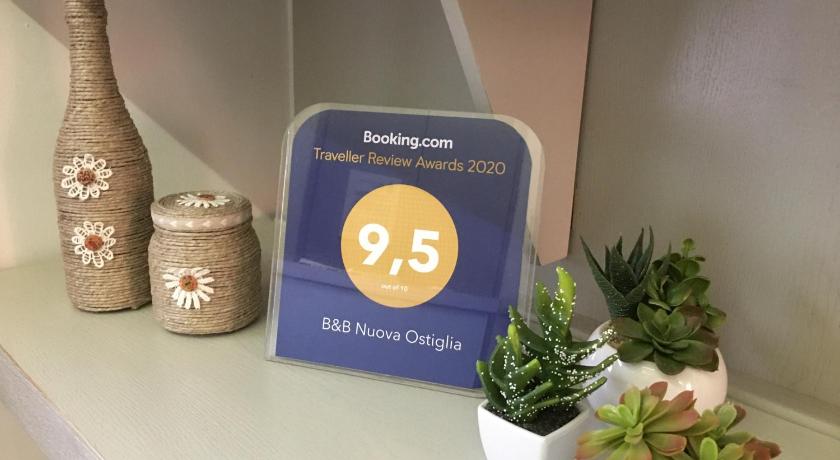 Booking.com
Traveller Review Awards 2020
9,5
out of 10
B&B Nuova Ostiglia